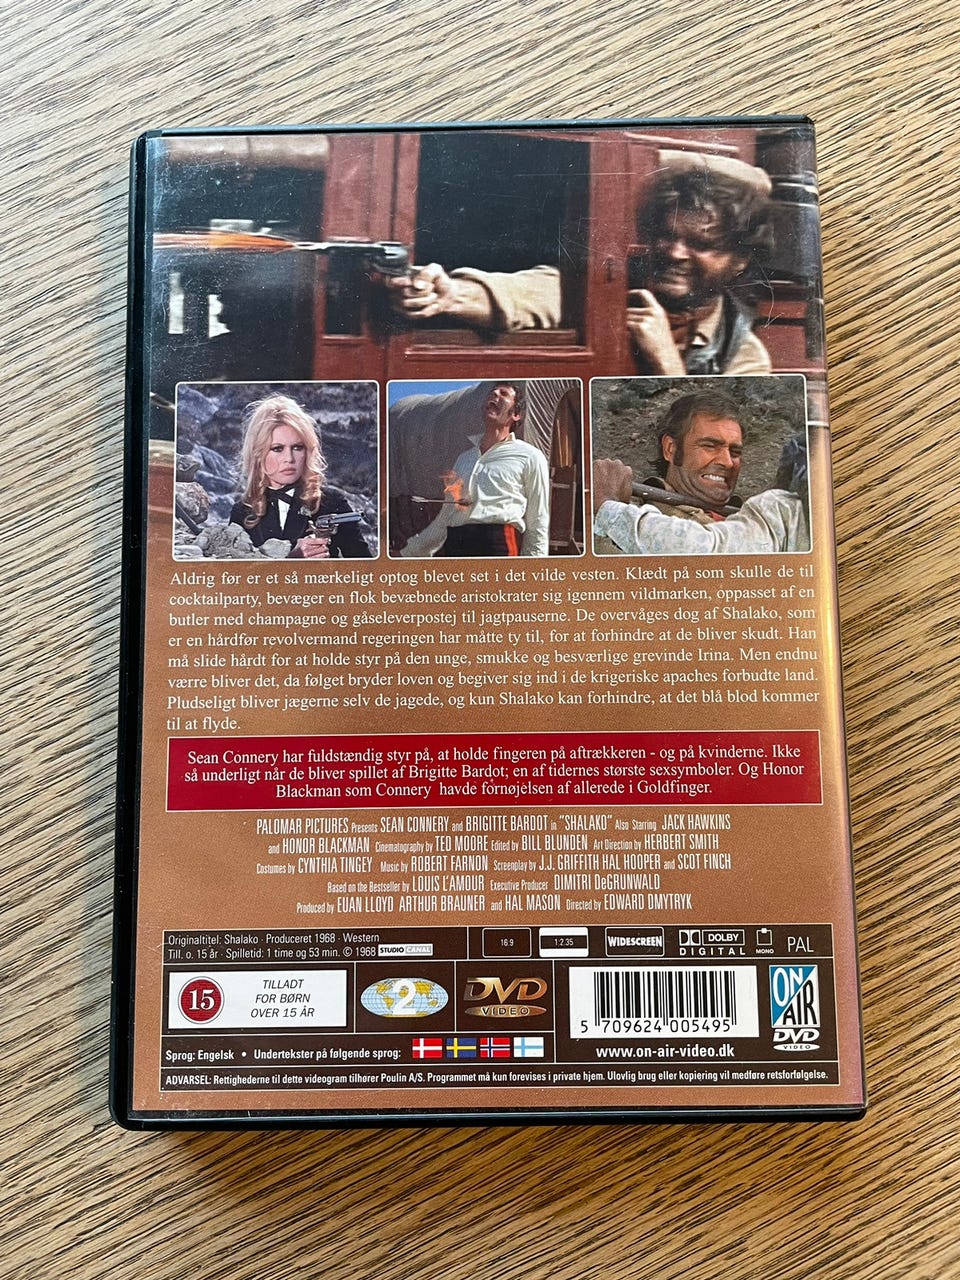 Aldrig før er et så mærkeligt optog blevet set i det vilde vesten. Klædt på som skulle de til
cocktailparty, bevæger en flok bevæbnede aristokrater sig igennem vildmarken, oppasset af en
butler med champagne og gåseleverpostej til jagtpauserne. De overvåges dog af Shalako, som
er en hårdfør revolvermand regeringen har måtte ty til, for at forhindre at de bliver skudt. Han
må slide hårdt for at holde styr på den unge, smukke og besværlige grevinde Irina. Men endnu
værre bliver det, da følget bryder loven og begiver sig ind i de krigeriske apaches forbudte land.
Pludseligt bliver jægerne selv de jagede, og kun Shalako kan forhindre, at det blå blod kommer
til at flyde.
Sean Connery har fuldstændig styr på, at holde fingeren på aftrækkeren - og på kvinderne. Ikke
så underligt når de bliver spillet af Brigitte Bardot; en af tidernes største sexsymboler. Og Honor
Blackman som Connery havde fornøjelsen af allerede i Goldfinger.
PALOMAR PICTURES Presents SEAN CONNERY and BRIGITTE BARDOT in "SHALAKO" Also Starring JACK HAWKINS
and HONOR BLACKMAN Cinematography by TED MOORE Edited by BILL BLUNDEN Art Direction by HERBERT SMITH
Costumes by CYNTHIA TINGEY Music by ROBERT FARNON Screenplay by J.J. GRIFFITH HAL HOOPER and SCOT FINCH
Based on the Bestseller by LOUIS L'AMOUR Executive Producer DIMITRI DeGRUNWALD
Produced by EUAN LLOYD ARTHUR BRAUNER and HAL MASON Directed by EDWARD DMYTRYK
Originaltitel: Shalako · Produceret 1968 · Western
Till. o. 15 år · Spilletid: 1 time og 53 min. © 1968 STUDIO CANAL
16:9
1:2.35
WIDESCREEN
DOLBY
DIGITAL
MONO
PAL
15
TILLADT
FOR BØRN
OVER 15 ÅR
2
DVD
VIDEO
5 709624 005495
ON
AIR
DVD
VIDEO
Sprog: Engelsk • Undertekster på følgende sprog:
www.on-air-video.dk
ADVARSEL: Rettighederne til dette videogram tilhører Poulin A/S. Programmet må kun forevises i private hjem. Ulovlig brug eller kopiering vil medføre retsforfølgelse.